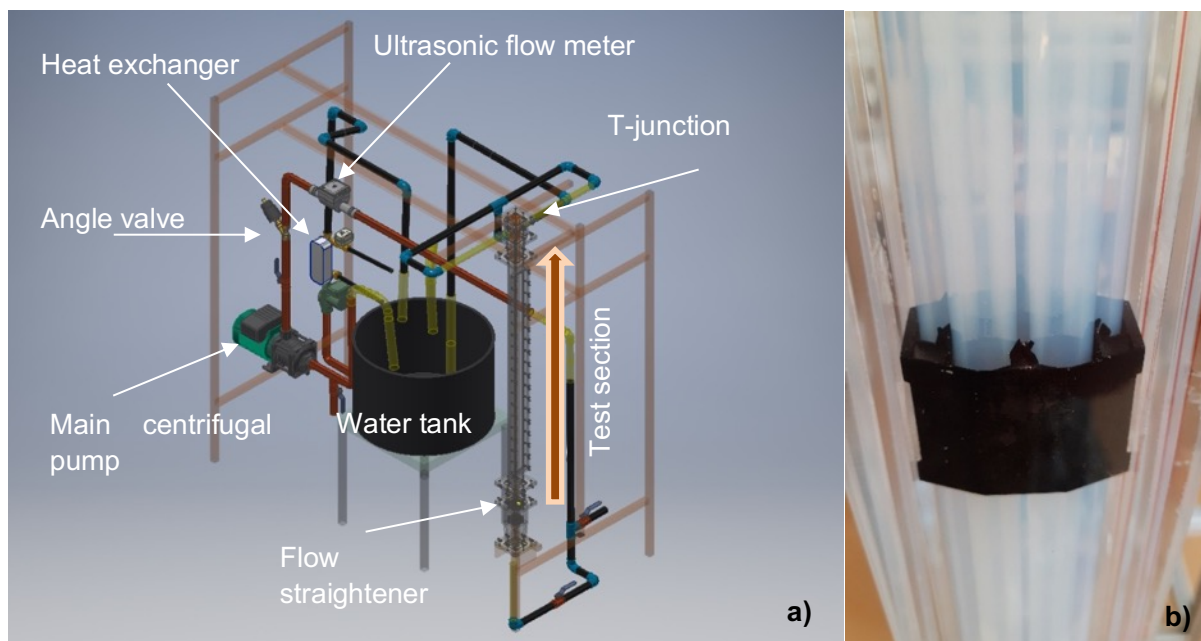 Ultrasonic flow meter
Heat exchanger
T-junction
Angle valve
Test section
Main centrifugal
pump
Water tank
Flow
straightener
a)
b)